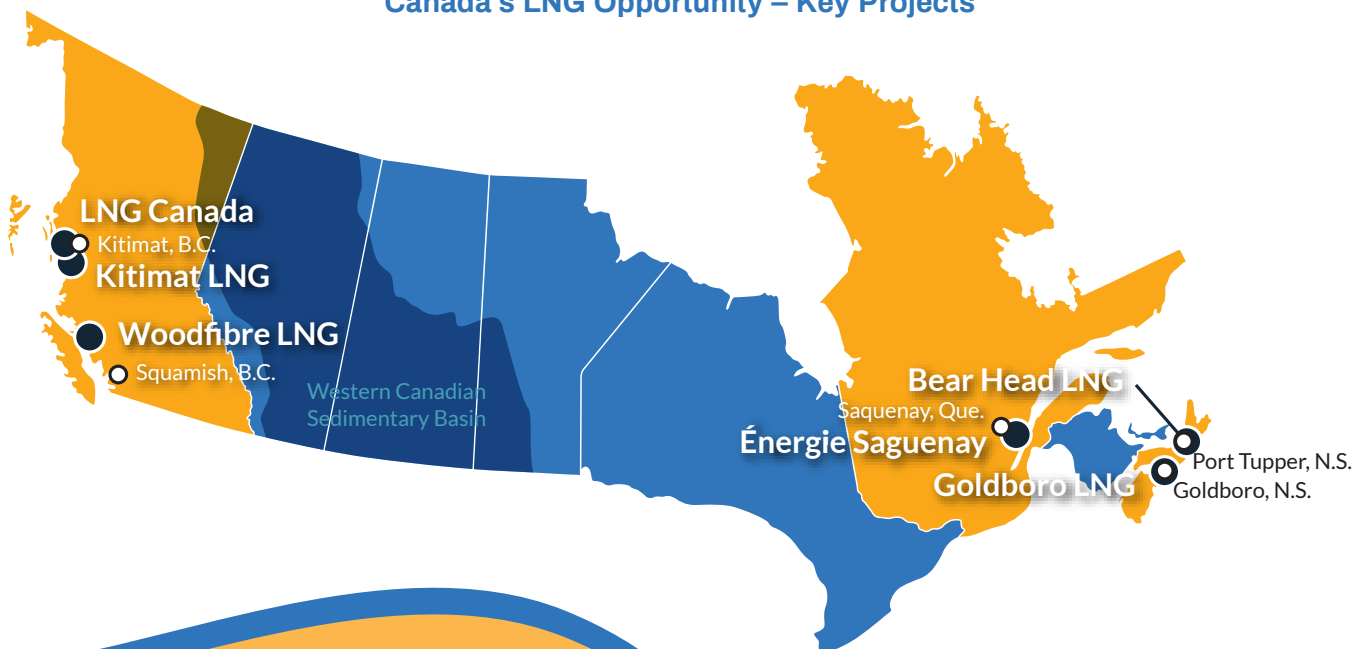 Canada's LNG Opportunity – Key Projects
LNG Canada
Kitimat, B.C.
Kitimat LNG
Woodfibre LNG
Squamish, B.C.
Western Canadian
Sedimentary Basin
Bear Head LNG
Saquenay, Que.
Énergie Saguenay
Goldboro LNG
Port Tupper, N.S.
Goldboro, N.S.